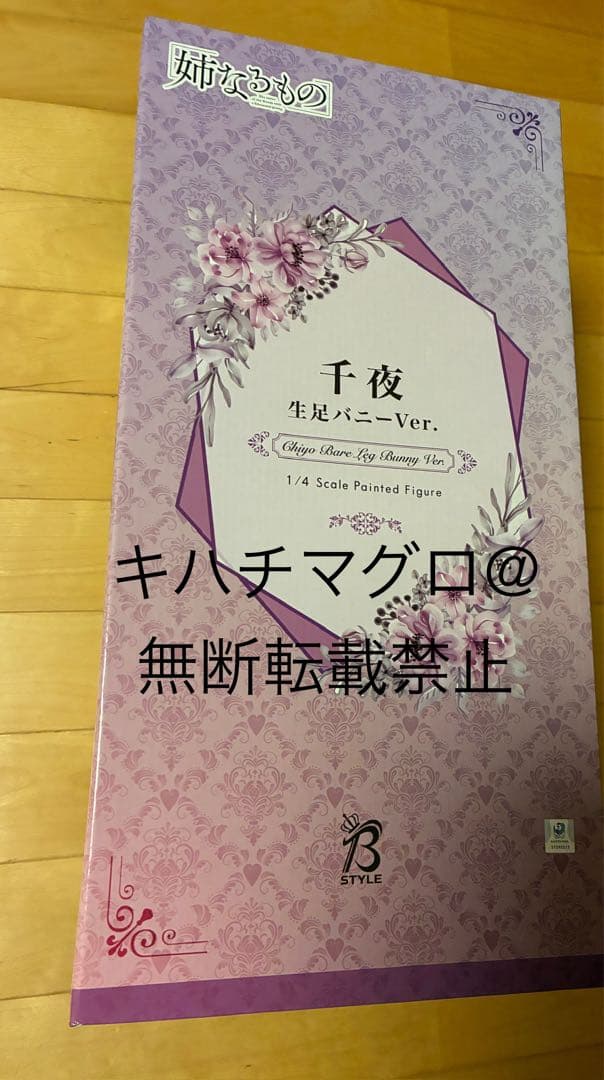 姉なるもの
千夜
生足バニーVer.
Chiyo Bare Leg Bunny Ver.
1/4 Scale Painted Figure
キハチマグロ@
無断転載禁止
B
STYLE